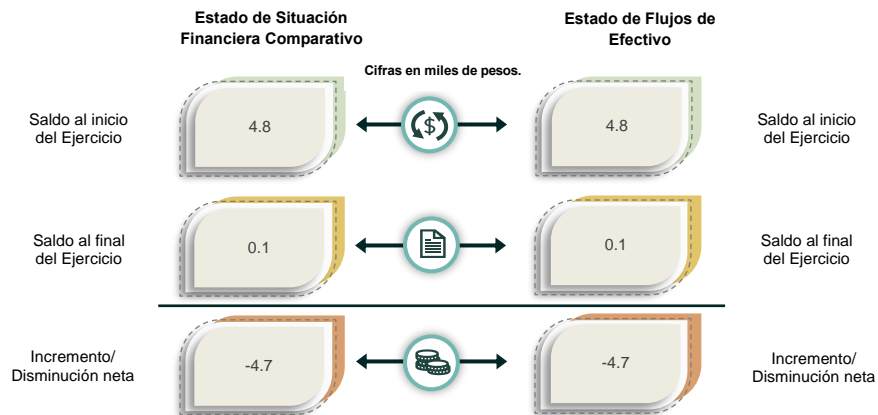 Estado de Situación
Financiera Comparativo
Estado de Flujos de
Efectivo
Cifras en miles de pesos.
Saldo al inicio
del Ejercicio
4.8
$
4.8
Saldo al inicio
del Ejercicio
Saldo al final
del Ejercicio
0.1
0.1
Saldo al final
del Ejercicio
Incremento/
Disminución neta
-4.7
-4.7
Incremento/
Disminución neta